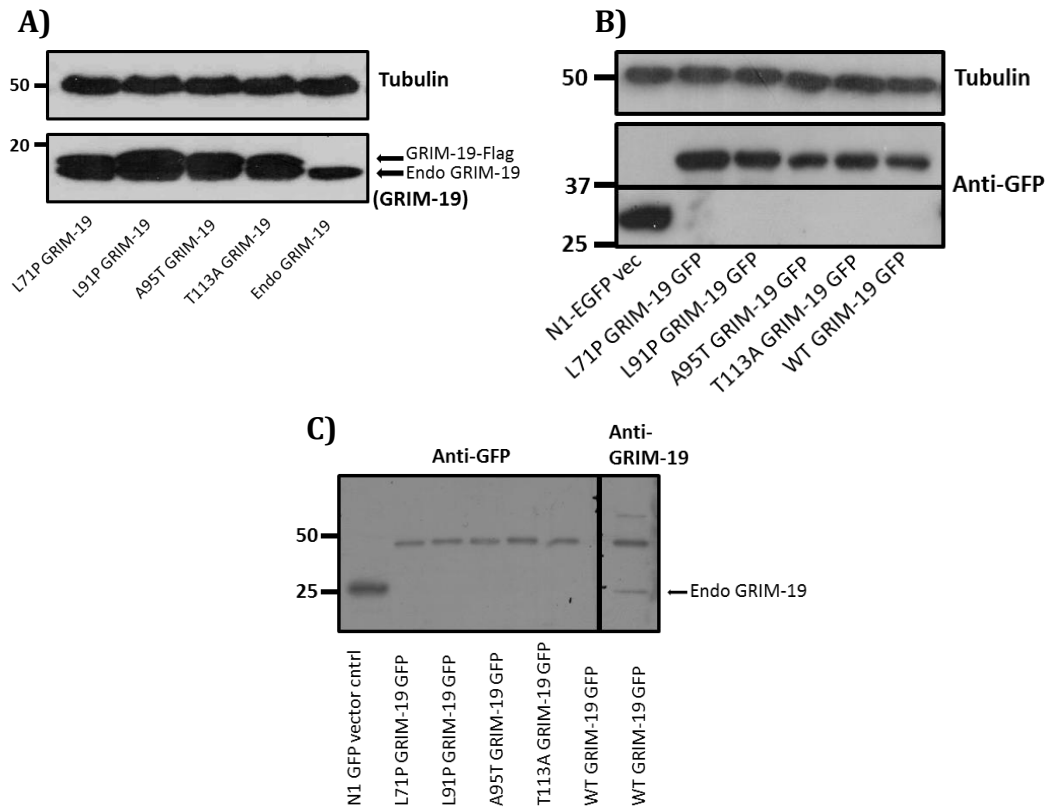 A)
50
Tubulin
20
GRIM-19-Flag
Endo GRIM-19
(GRIM-19)
L71P GRIM-19
L91P GRIM-19
A95T GRIM-19
T113A GRIM-19
Endo GRIM-19
B)
50
Tubulin
37
Anti-GFP
25
N1-EGFP vec
L71P GRIM-19 GFP
L91P GRIM-19 GFP
A95T GRIM-19 GFP
T113A GRIM-19 GFP
WT GRIM-19 GFP
C)
Anti-GFP
Anti-
GRIM-19
50
25
Endo GRIM-19
N1 GFP vector cntrl
L71P GRIM-19 GFP
L91P GRIM-19 GFP
A95T GRIM-19 GFP
T113A GRIM-19 GFP
WT GRIM-19 GFP
WT GRIM-19 GFP